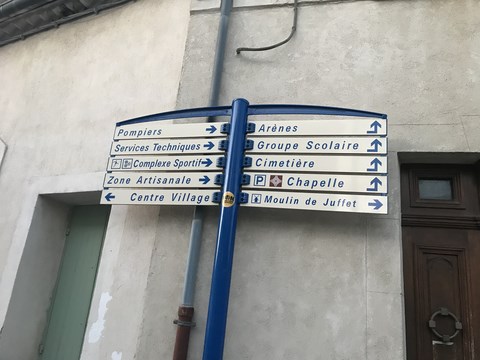 Pompiers
Services Techniques
Complexe Sportif
Zone Artisanale
Centre Village
Arènes
Groupe Scolaire
Cimetière
P Chapelle
Moulin de Juffet